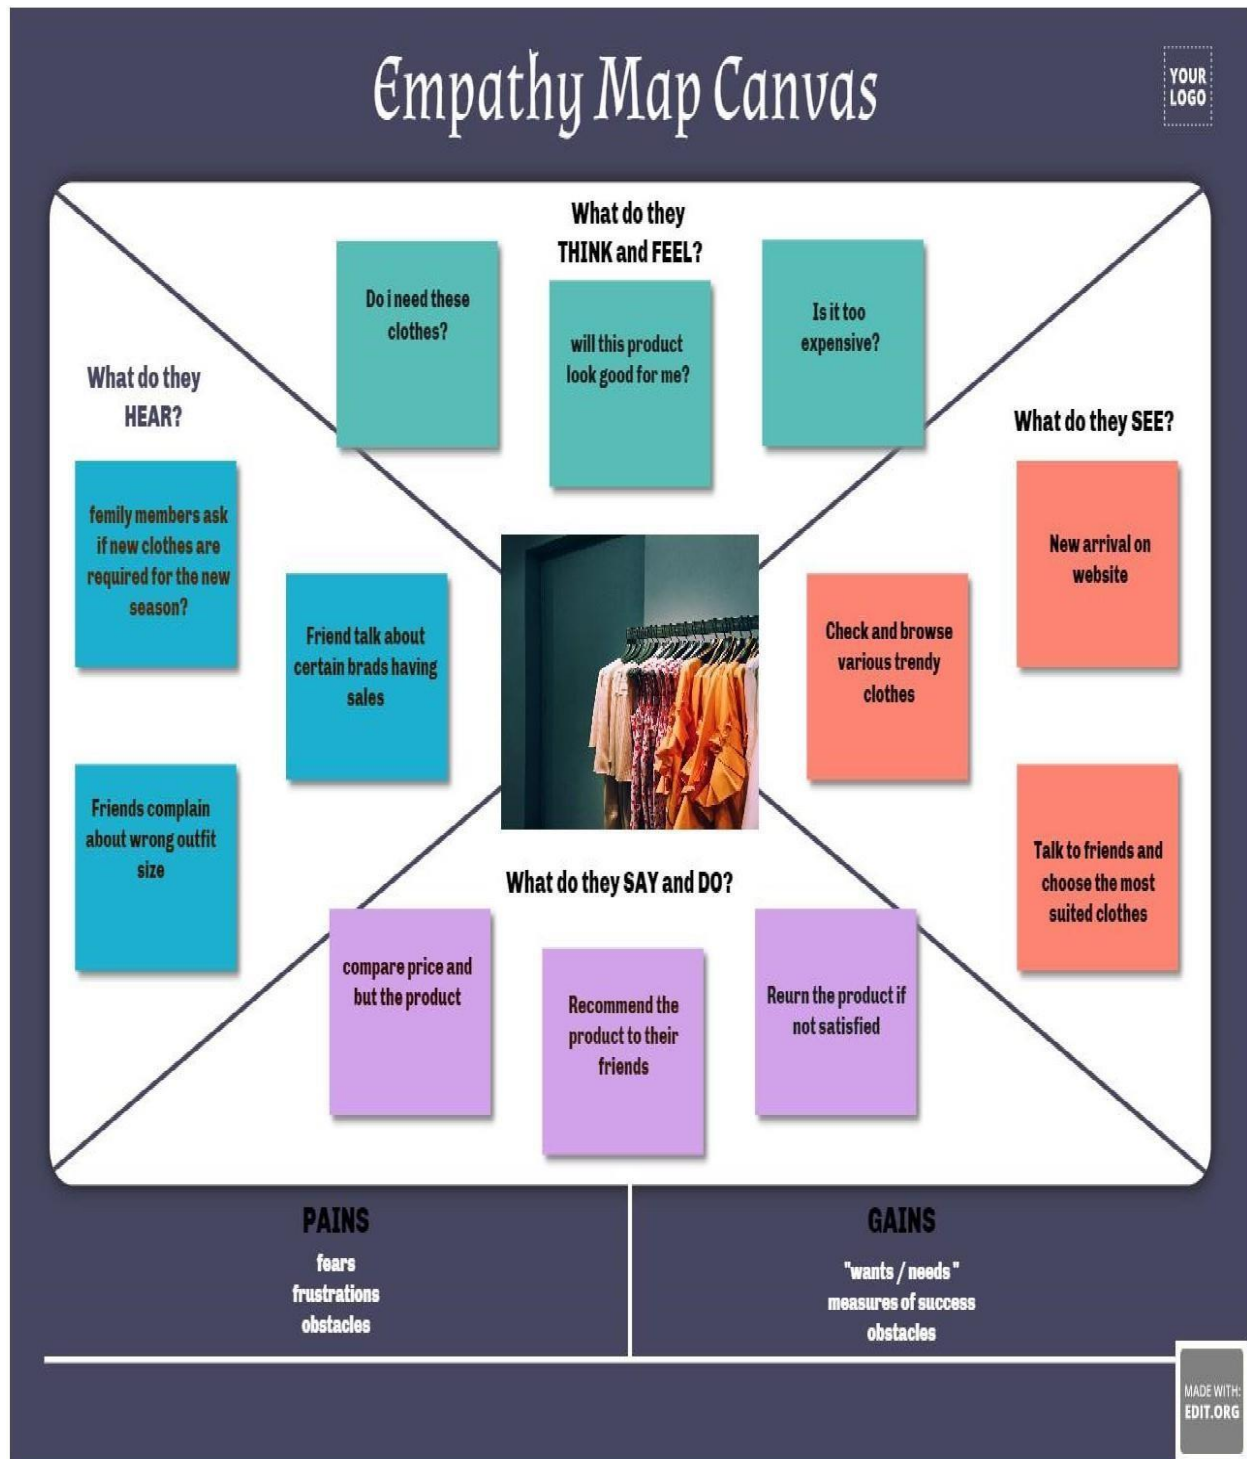 Empathy Map Canvas
YOUR
LOGO
What do they
THINK and FEEL?
Do i need these
clothes?
will this product
look good for me?
Is it too
expensive?
What do they
HEAR?
femily members ask
if new clothes are
required for the new
season?
Friend talk about
certain brads having
sales
Friends complain
about wrong outfit
size
What do they SEE?
New arrival on
website
Check and browse
various trendy
clothes
Talk to friends and
choose the most
suited clothes
What do they SAY and DO?
compare price and
but the product
Recommend the
product to their
friends
Reurn the product if
not satisfied
PAINS
fears
frustrations
obstacles
GAINS
"wants / needs "
measures of success
obstacles
MADE WITH:
EDIT.ORG